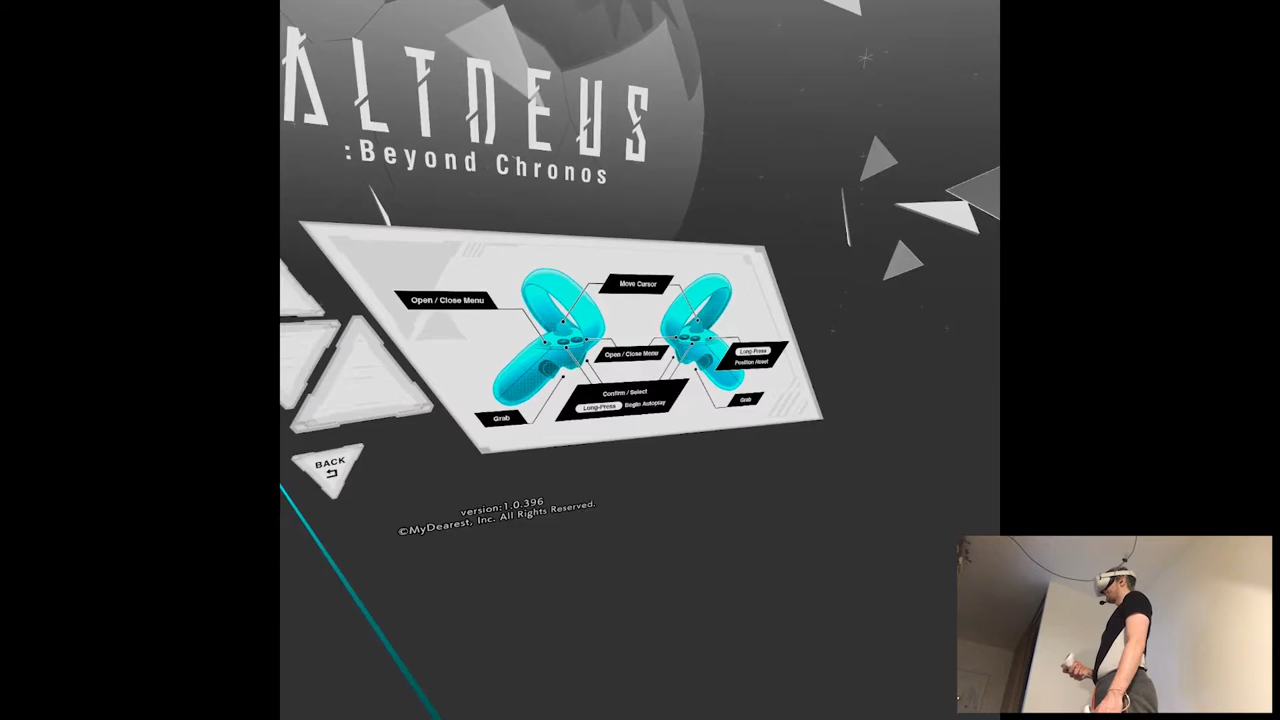 ALTDEUS
:Beyond Chronos
Move Cursor
Open / Close Menu
Open / Close Menu
Long-Press
Position Reset
Confirm / Select
Long-Press Begin Autoplay
Grab
Grab
BACK
version:1.0.396
©MyDearest, Inc. All Rights Reserved.